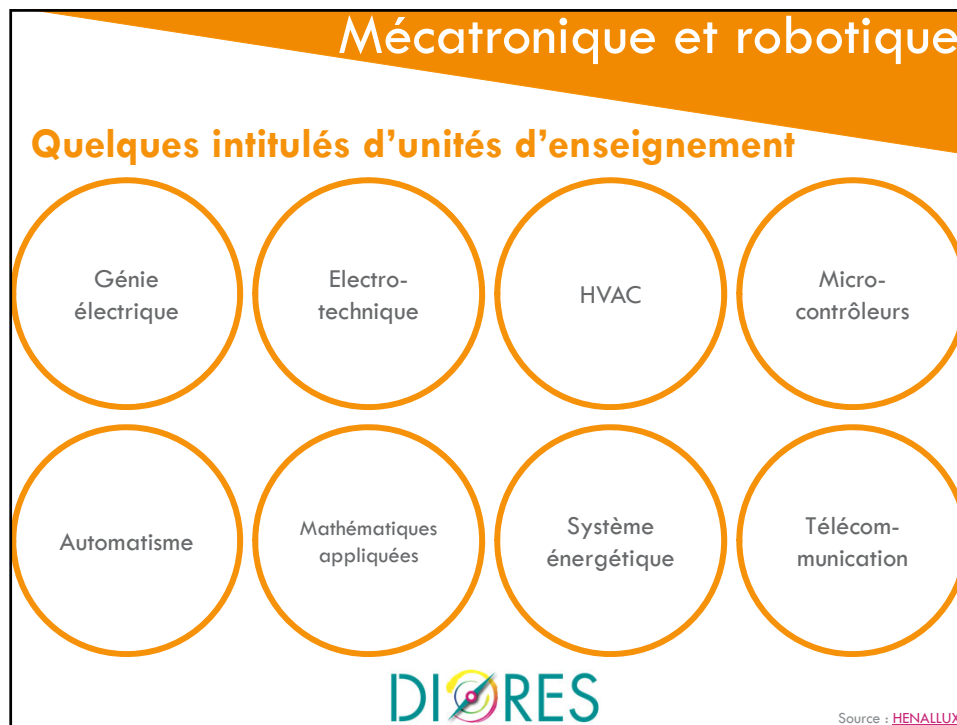 Mécatronique et robotique
Quelques intitulés d'unités d'enseignement
Génie
électrique
Electro-
technique
HVAC
Micro-
contrôleurs
Automatisme
Mathématiques
appliquées
Système
énergétique
Télécom-
munication
DIORES
Source : HENALLUX